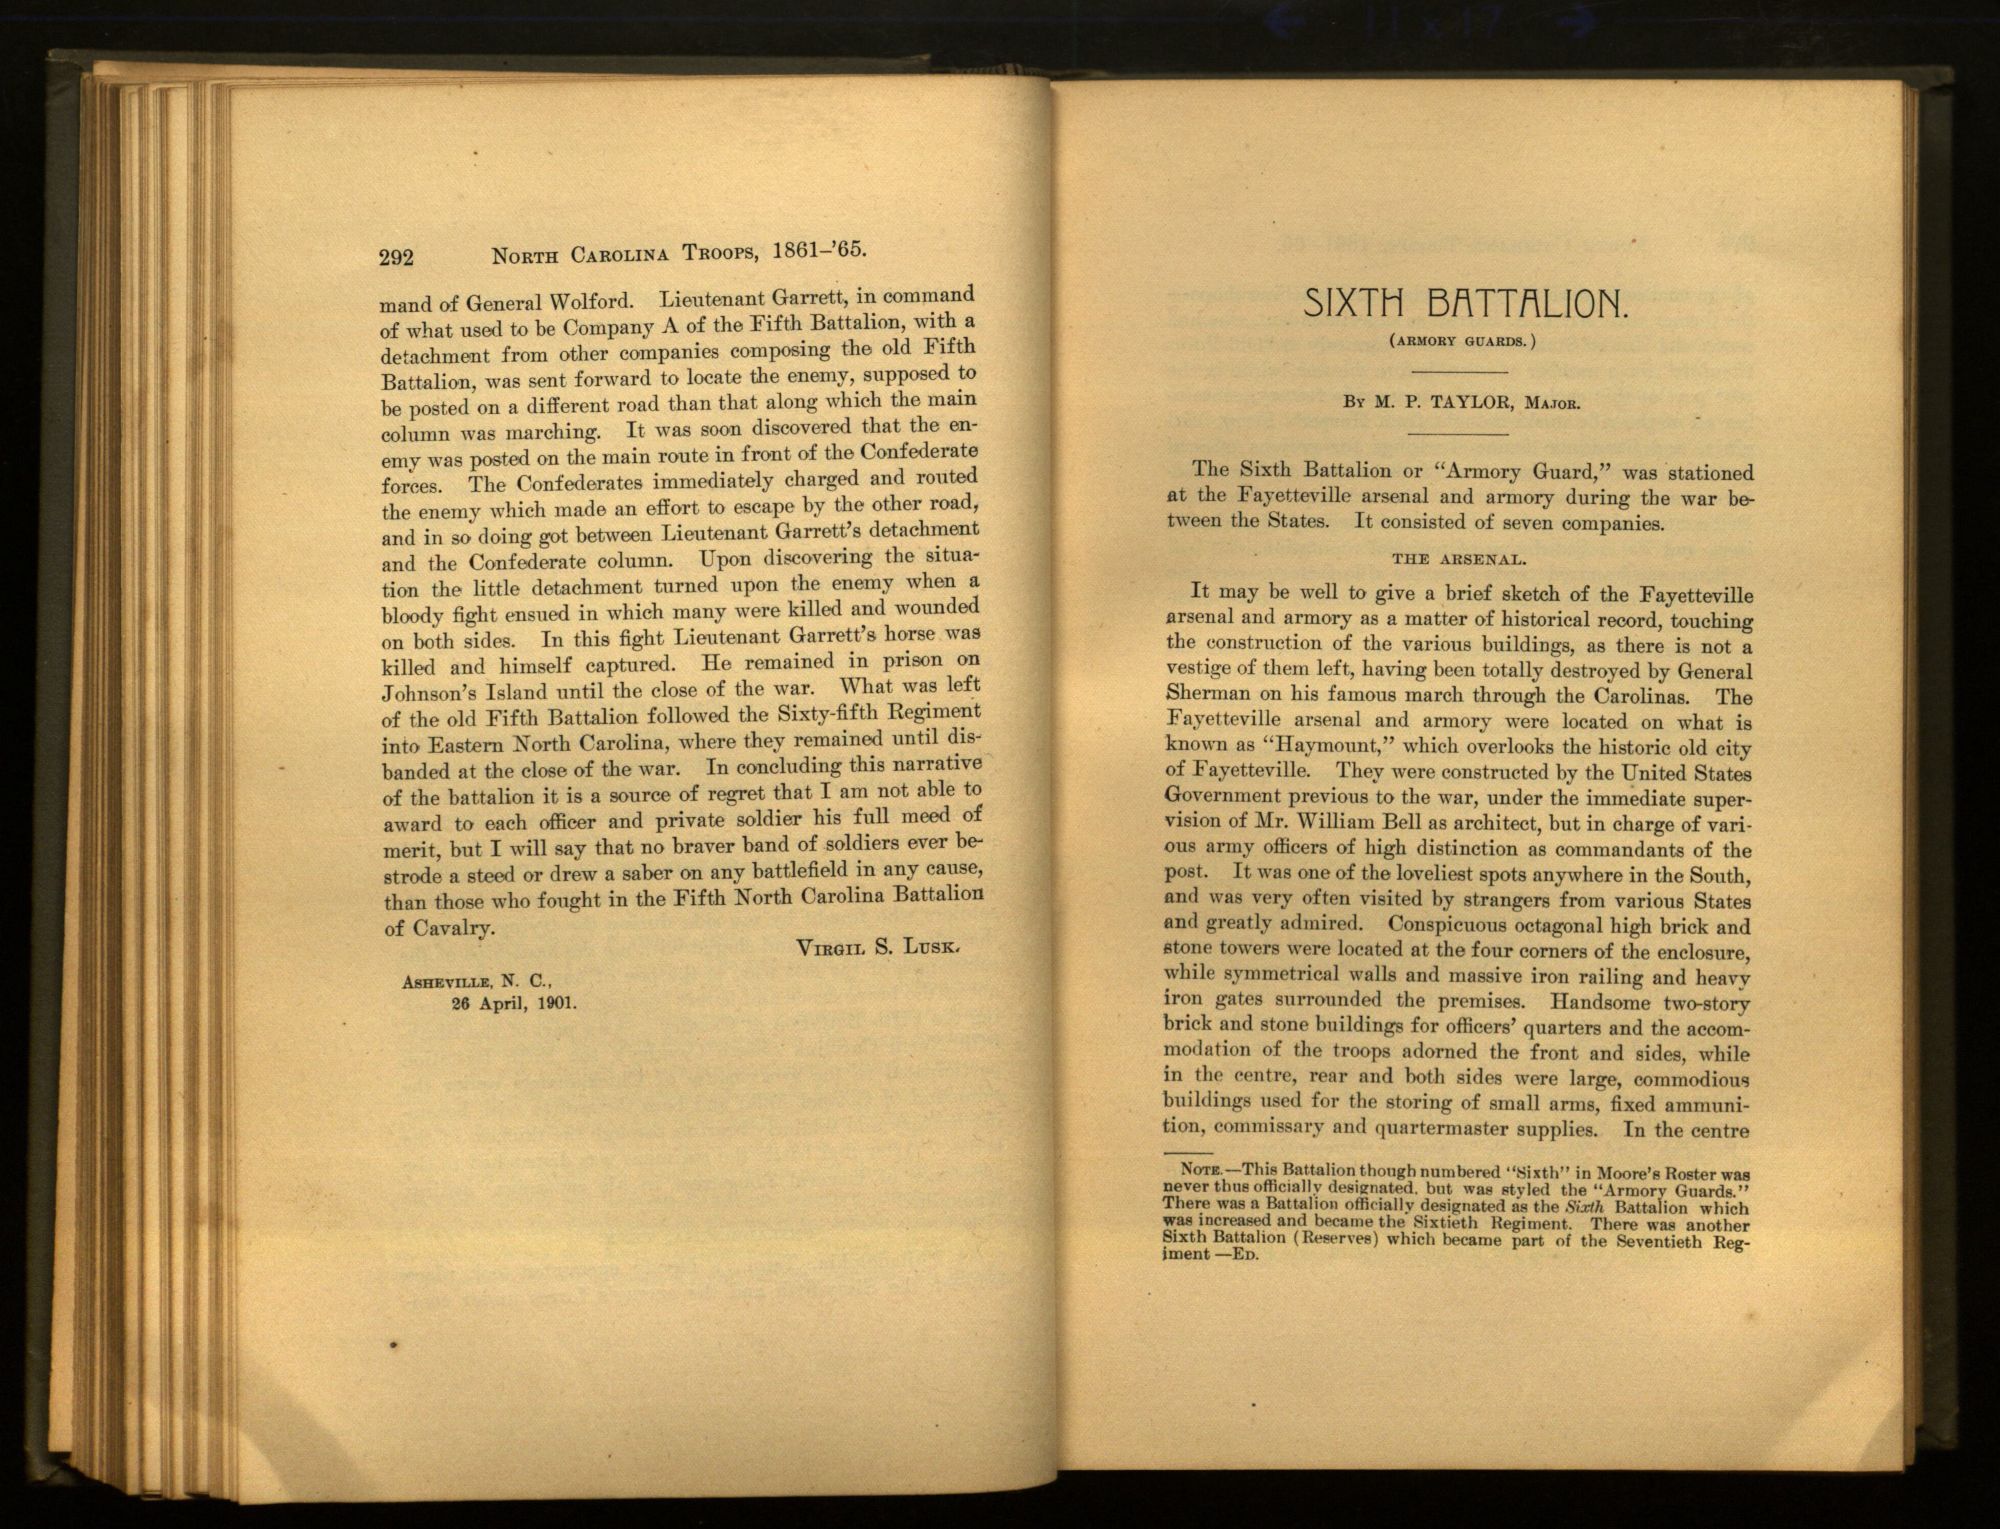 ← 11 x 17 →
292 North Carolina Troops, 1861-'65.
mand of General Wolford. Lieutenant Garrett, in command
of what used to be Company A of the Fifth Battalion, with a
detachment from other companies composing the old Fifth
Battalion, was sent forward to locate the enemy, supposed to
be posted on a different road than that along which the main
column was marching. It was soon discovered that the en-
emy was posted on the main route in front of the Confederate
forces. The Confederates immediately charged and routed
the enemy which made an effort to escape by the other road,
and in so doing got between Lieutenant Garrett's detachment
and the Confederate column. Upon discovering the situa-
tion the little detachment turned upon the enemy when a
bloody fight ensued in which many were killed and wounded
on both sides. In this fight Lieutenant Garrett's horse was
killed and himself captured. He remained in prison on
Johnson's Island until the close of the war. What was left
of the old Fifth Battalion followed the Sixty-fifth Regiment
into Eastern North Carolina, where they remained until dis-
banded at the close of the war. In concluding this narrative
of the battalion it is a source of regret that I am not able to
award to each officer and private soldier his full meed of
merit, but I will say that no braver band of soldiers ever be-
strode a steed or drew a saber on any battlefield in any cause,
than those who fought in the Fifth North Carolina Battalion
of Cavalry.
Virgil S. Lusk.
Asheville, N. C.,
26 April, 1901.
SIXTH BATTALION.
(ARMORY GUARDS.)
By M. P. TAYLOR, Major.
The Sixth Battalion or "Armory Guard," was stationed
at the Fayetteville arsenal and armory during the war be-
tween the States. It consisted of seven companies.
THE ARSENAL.
It may be well to give a brief sketch of the Fayetteville
arsenal and armory as a matter of historical record, touching
the construction of the various buildings, as there is not a
vestige of them left, having been totally destroyed by General
Sherman on his famous march through the Carolinas. The
Fayetteville arsenal and armory were located on what is
known as "Haymount," which overlooks the historic old city
of Fayetteville. They were constructed by the United States
Government previous to the war, under the immediate super-
vision of Mr. William Bell as architect, but in charge of vari-
ous army officers of high distinction as commandants of the
post. It was one of the loveliest spots anywhere in the South,
and was very often visited by strangers from various States
and greatly admired. Conspicuous octagonal high brick and
stone towers were located at the four corners of the enclosure,
while symmetrical walls and massive iron railing and heavy
iron gates surrounded the premises. Handsome two-story
brick and stone buildings for officers' quarters and the accom-
modation of the troops adorned the front and sides, while
in the centre, rear and both sides were large, commodious
buildings used for the storing of small arms, fixed ammuni-
tion, commissary and quartermaster supplies. In the centre
Note.—This Battalion though numbered "Sixth" in Moore's Roster was
never thus officially designated, but was styled the "Armory Guards."
There was a Battalion officially designated as the Sixth Battalion which
was increased and became the Sixtieth Regiment. There was another
Sixth Battalion (Reserves) which became part of the Seventieth Reg-
iment —Ed.